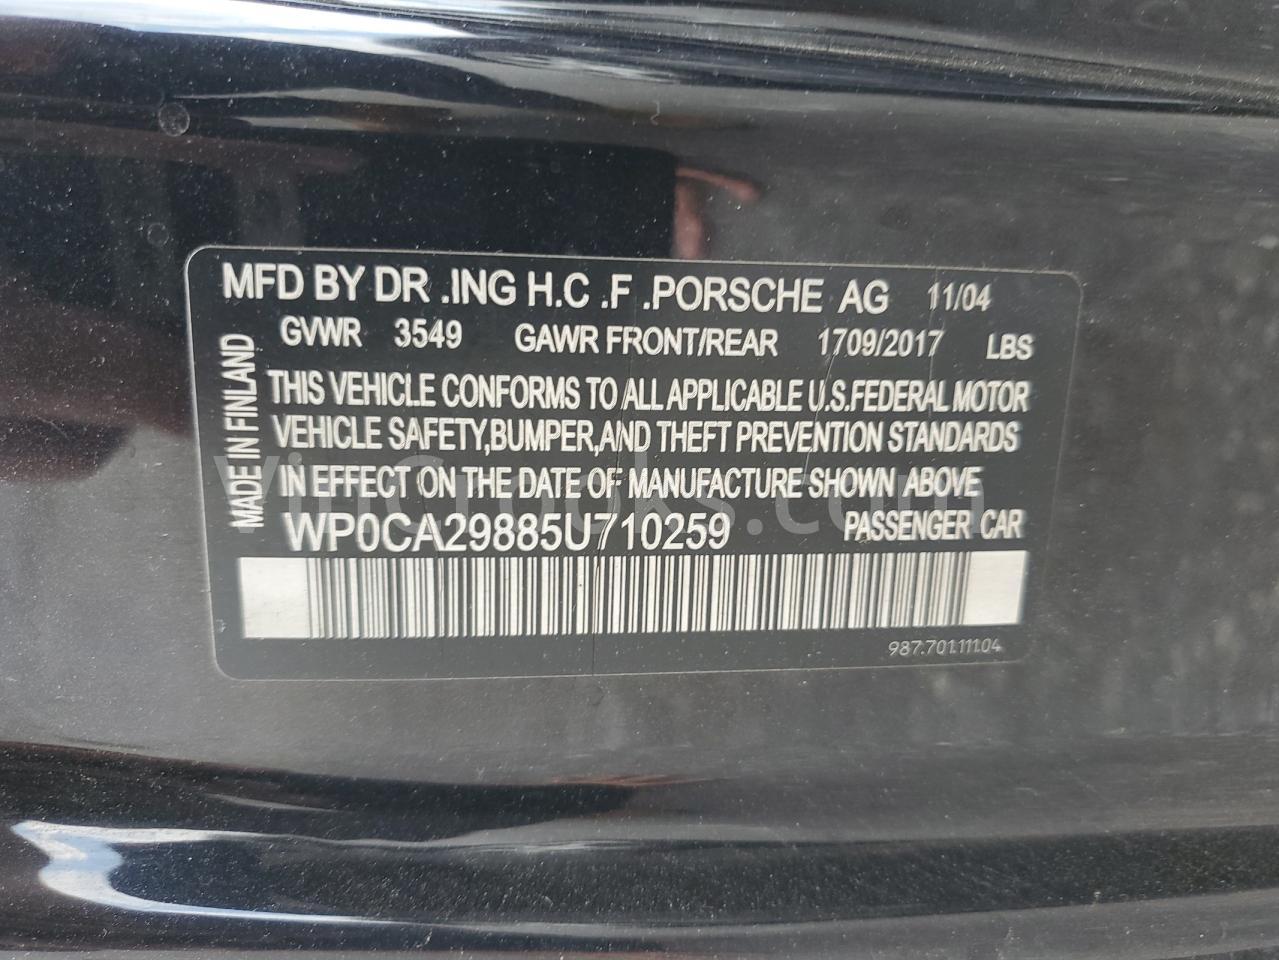 MFD BY DR .ING H.C .F .PORSCHE AG 11/04
GVWR 3549 GAWR FRONT/REAR 1709/2017 LBS
MADE IN FINLAND
THIS VEHICLE CONFORMS TO ALL APPLICABLE U.S.FEDERAL MOTOR
VEHICLE SAFETY,BUMPER,AND THEFT PREVENTION STANDARDS
IN EFFECT ON THE DATE OF MANUFACTURE SHOWN ABOVE
VinCrooks.com
WP0CA29885U710259 PASSENGER CAR
987.701.111.04